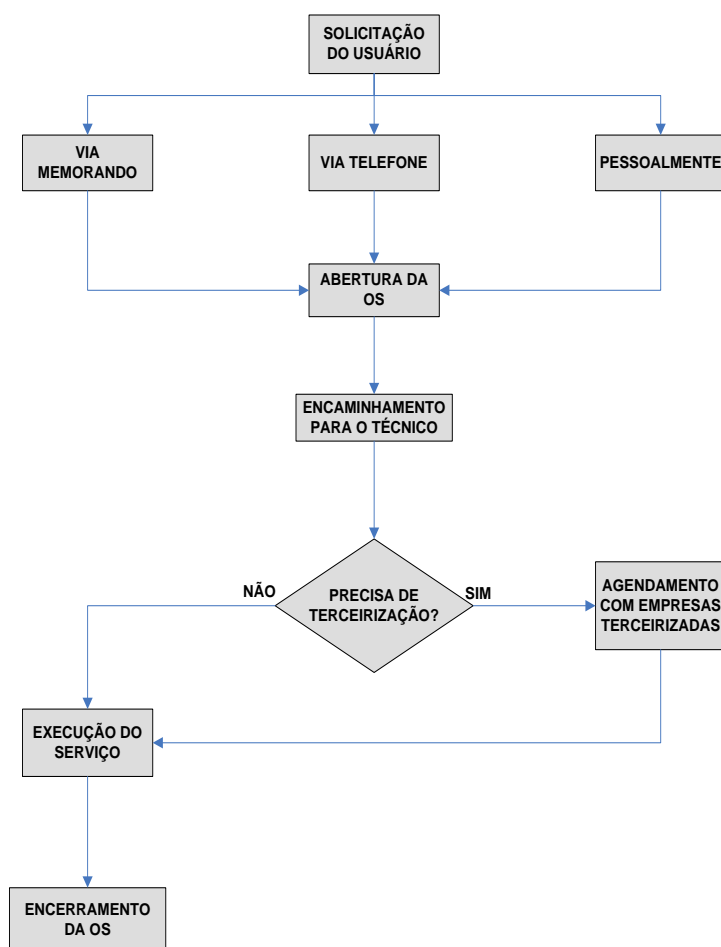 SOLICITAÇÃO
DO USUÁRIO
VIA
MEMORANDO
VIA TELEFONE
PESSOALMENTE
ABERTURA DA
OS
ENCAMINHAMENTO
PARA O TÉCNICO
NÃO
PRECISA DE
TERCEIRIZAÇÃO?
SIM
AGENDAMENTO
COM EMPRESAS
TERCEIRIZADAS
EXECUÇÃO DO
SERVIÇO
ENCERRAMENTO
DA OS